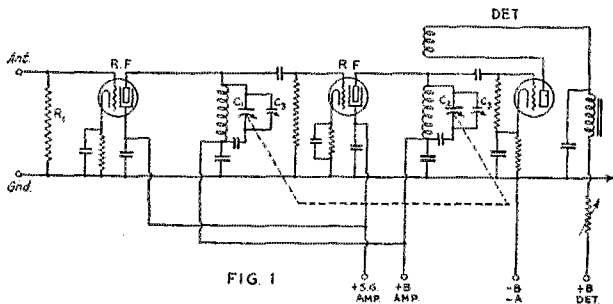 DET
Ant.
R.F
R.F
R₁
C₁
C₃
C₂
C₃
Gnd.
FIG. 1
+S.G. AMP.
+B AMP.
-B -A
+B DET.